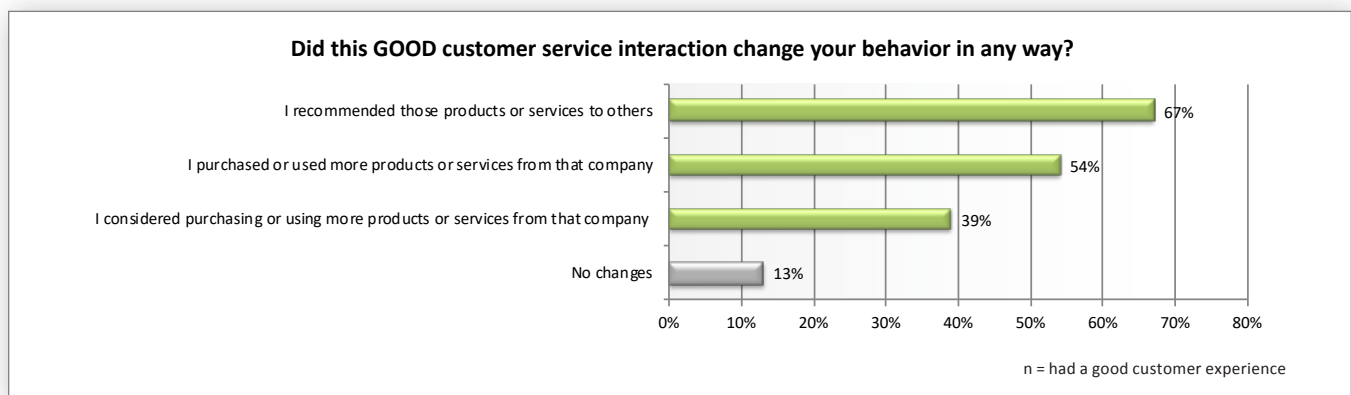 Did this GOOD customer service interaction change your behavior in any way?
I recommended those products or services to others
67%
I purchased or used more products or services from that company
54%
I considered purchasing or using more products or services from that company
39%
No changes
13%
0% 10% 20% 30% 40% 50% 60% 70% 80%
n = had a good customer experience